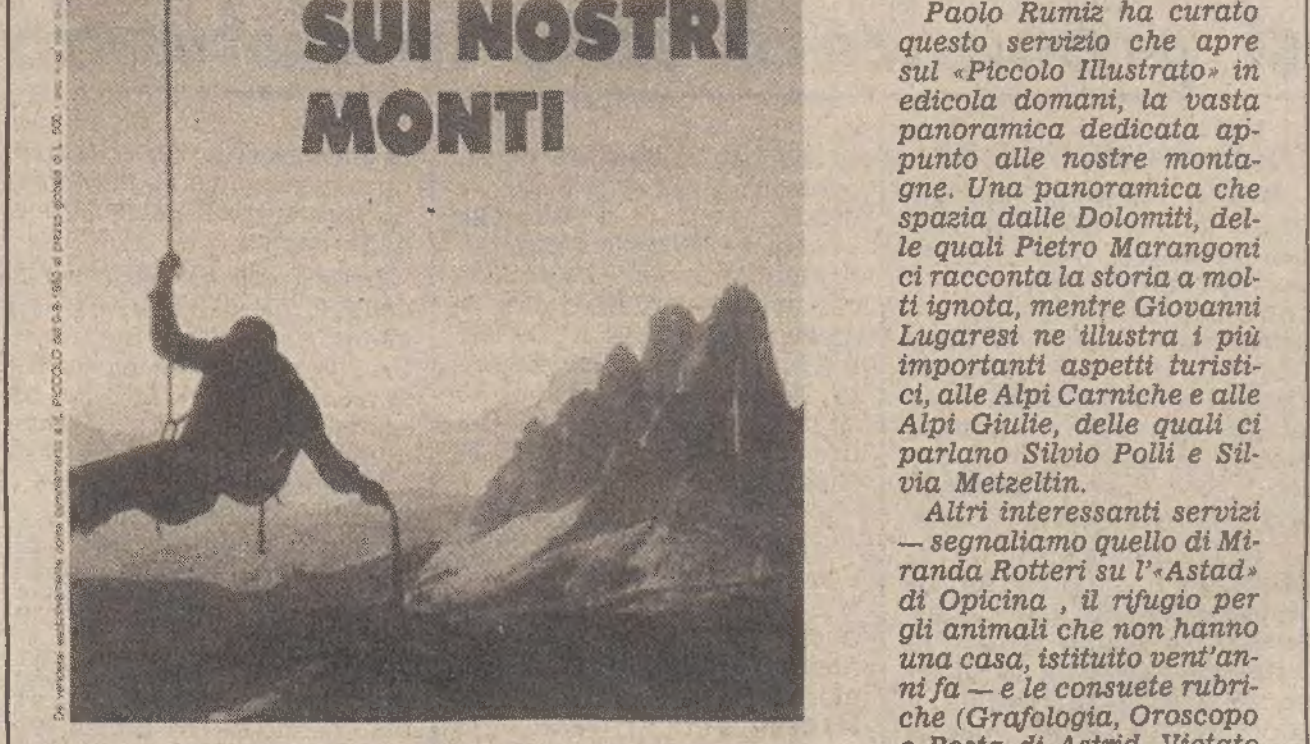 SUI NOSTRI
MONTI
Paolo Rumiz ha curato
questo servizio che apre
sul «Piccolo Illustrato» in
edicola domani, la vasta
panoramica dedicata ap-
punto alle nostre monta-
gne. Una panoramica che
spazia dalle Dolomiti, del-
le quali Pietro Marangoni
ci racconta la storia a mol-
ti ignota, mentre Giovanni
Lugaresi ne illustra i più
importanti aspetti turisti-
ci, alle Alpi Carniche e alle
Alpi Giulie, delle quali ci
parlano Silvio Polli e Sil-
via Metzeltin.
Altri interessanti servizi
— segnaliamo quello di Mi-
randa Rotteri su l'«Astad»
di Opicina , il rifugio per
gli animali che non hanno
una casa, istituito vent'an-
ni fa — e le consuete rubri-
che (Grafologia, Oroscopo